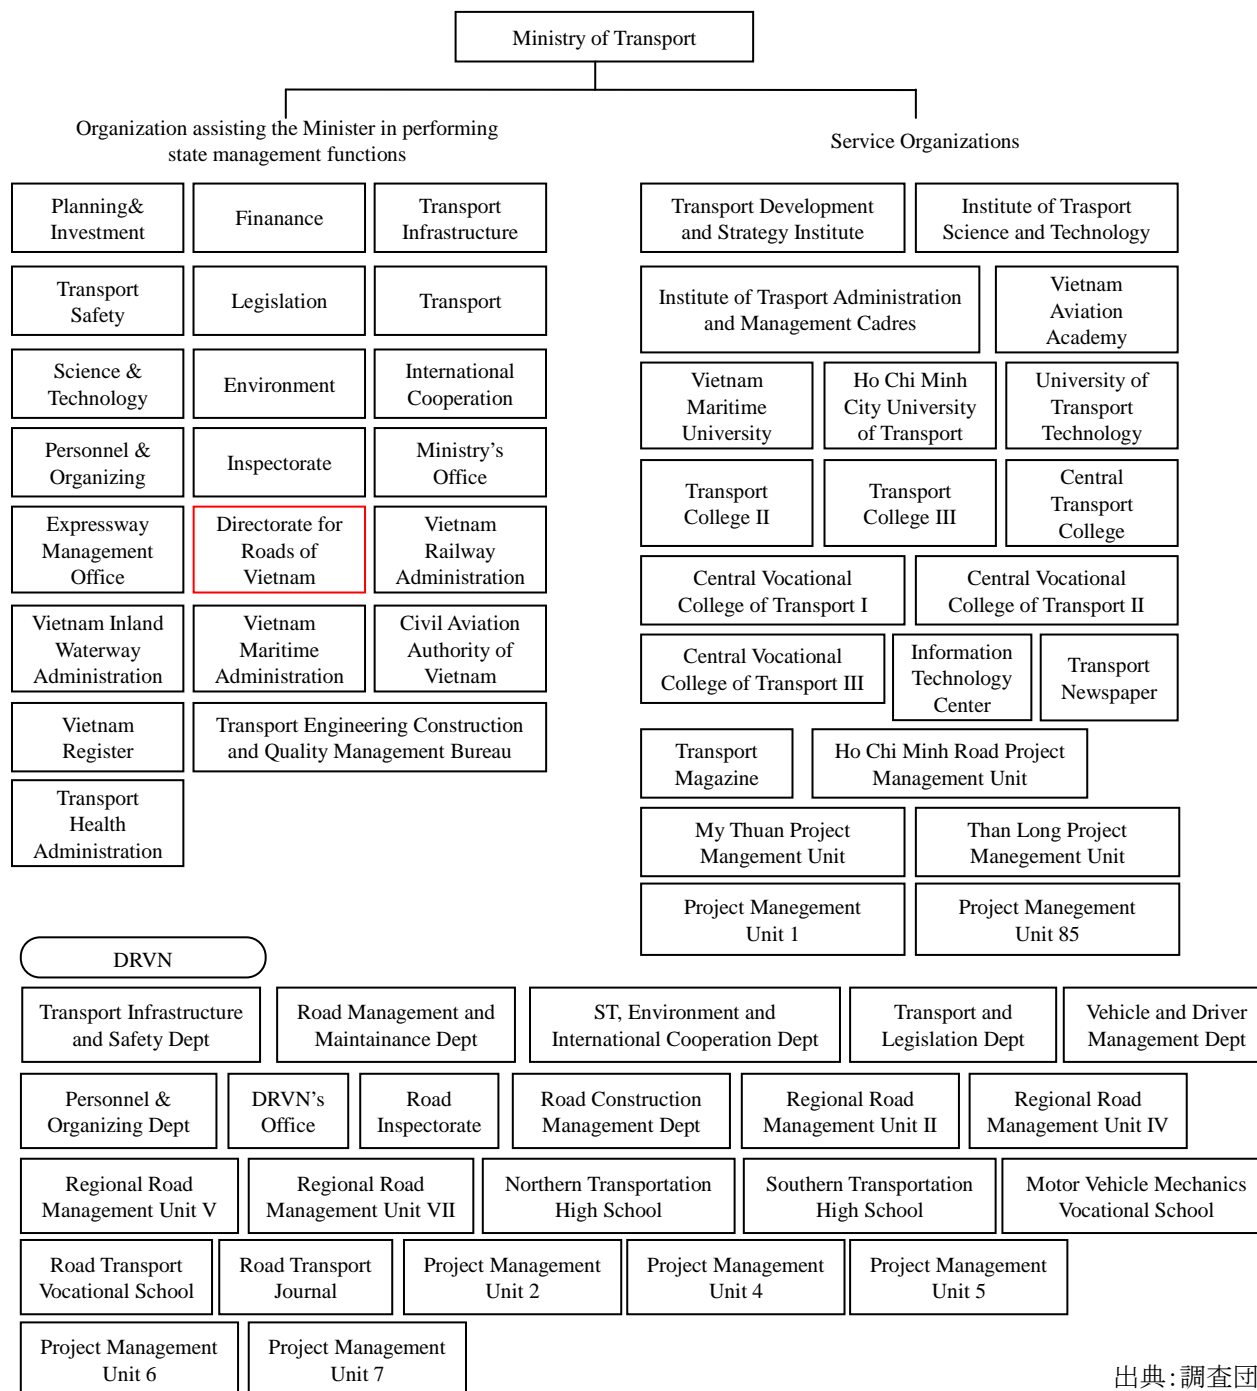 Ministry of Transport
Organization assisting the Minister in performing
state management functions
Planning&
Investment
Finanance
Transport
Infrastructure
Transport
Safety
Legislation
Transport
Science &
Technology
Environment
International
Cooperation
Personnel &
Organizing
Inspectorate
Ministry's
Office
Expressway
Management
Office
Directorate for
Roads of
Vietnam
Vietnam
Railway
Administration
Vietnam Inland
Waterway
Administration
Vietnam
Maritime
Administration
Civil Aviation
Authority of
Vietnam
Vietnam
Register
Transport Engineering Construction
and Quality Management Bureau
Transport
Health
Administration
Service Organizations
Transport Development
and Strategy Institute
Institute of Trasport
Science and Technology
Institute of Trasport Administration
and Management Cadres
Vietnam
Aviation
Academy
Vietnam
Maritime
University
Ho Chi Minh
City University
of Transport
University of
Transport
Technology
Transport
College II
Transport
College III
Central
Transport
College
Central Vocational
College of Transport I
Central Vocational
College of Transport II
Central Vocational
College of Transport III
Information
Technology
Center
Transport
Newspaper
Transport
Magazine
Ho Chi Minh Road Project
Management Unit
My Thuan Project
Mangement Unit
Than Long Project
Manegement Unit
Project Manegement
Unit 1
Project Manegement
Unit 85
DRVN
Transport Infrastructure
and Safety Dept
Road Management and
Maintainance Dept
ST, Environment and
International Cooperation Dept
Transport and
Legislation Dept
Vehicle and Driver
Management Dept
Personnel &
Organizing Dept
DRVN's
Office
Road
Inspectorate
Road Construction
Management Dept
Regional Road
Management Unit II
Regional Road
Management Unit IV
Regional Road
Management Unit V
Regional Road
Management Unit VII
Northern Transportation
High School
Southern Transportation
High School
Motor Vehicle Mechanics
Vocational School
Road Transport
Vocational School
Road Transport
Journal
Project Management
Unit 2
Project Management
Unit 4
Project Management
Unit 5
Project Management
Unit 6
Project Management
Unit 7
出典:調査団